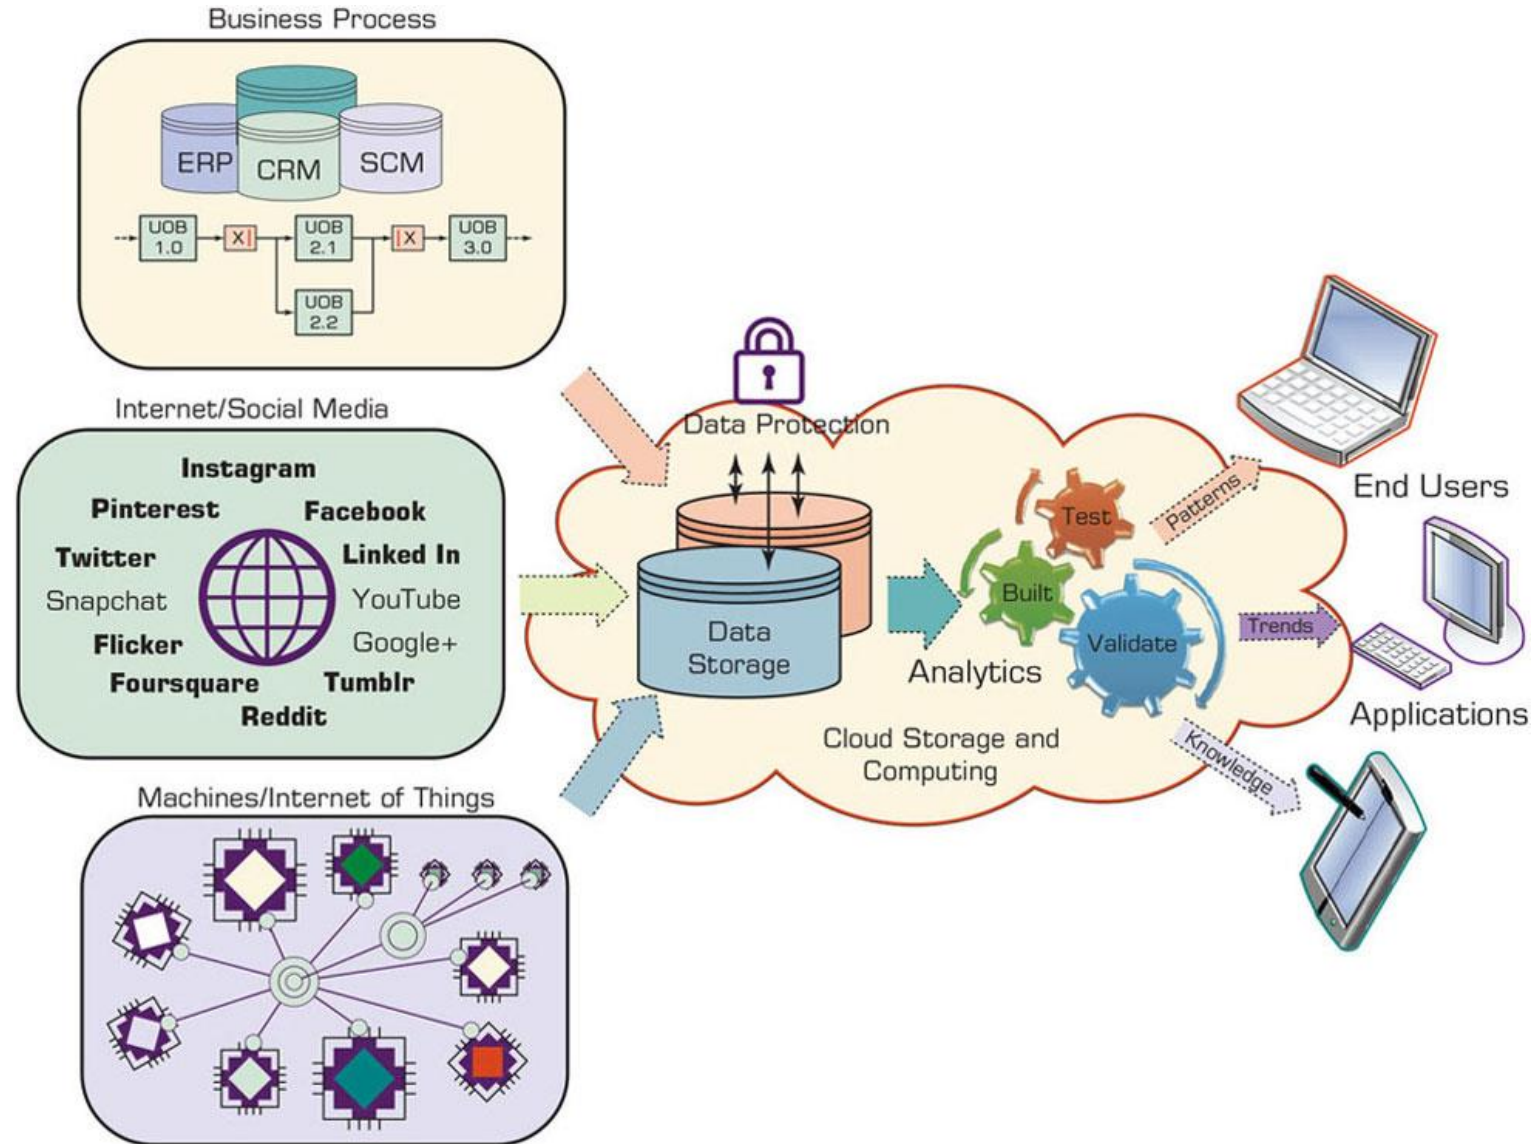 Business Process
ERP
CRM
SCM
UOB
1.0
X
UOB
2.1
X
UOB
3.0
UOB
2.2
Internet/Social Media
Instagram
Pinterest
Facebook
Twitter
Linked In
Snapchat
YouTube
Flicker
Google+
Foursquare
Tumblr
Reddit
Machines/Internet of Things
Data Protection
Data
Storage
Analytics
Test
Built
Validate
Cloud Storage and
Computing
Patterns
Trends
Knowledge
End Users
Applications